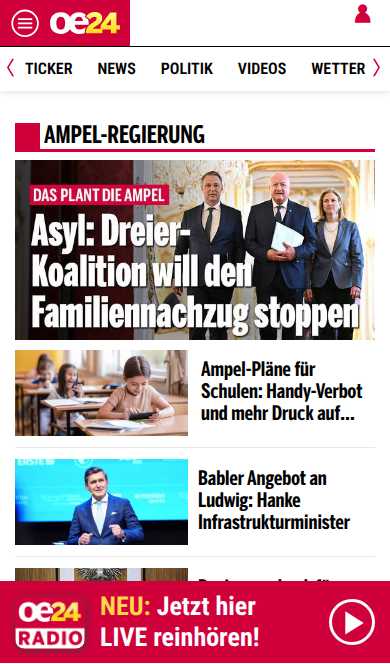 oe24
TICKER NEWS POLITIK VIDEOS WETTER
AMPEL-REGIERUNG
DAS PLANT DIE AMPEL
Asyl: Dreier-
Koalition will den
Familiennachzug stoppen
Ampel-Pläne für
Schulen: Handy-Verbot
und mehr Druck auf...
Babler Angebot an
Ludwig: Hanke
Infrastrukturminister
oe24
RADIO
NEU: Jetzt hier
LIVE reinhören!